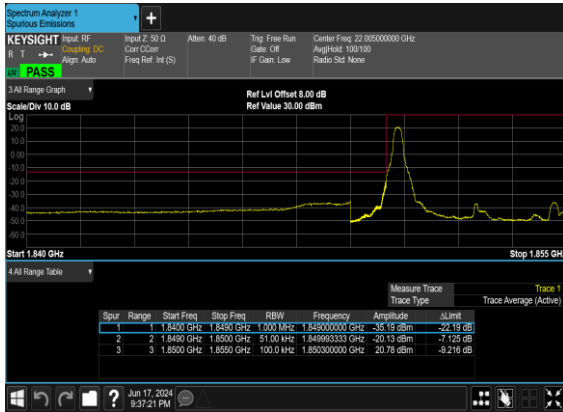 Spectrum Analyzer 1
Spurious Emissions
KEYSIGHT Input: RF Input Z: 50 Ω Atten: 40 dB Trig: Free Run Center Freq: 22.005000000 GHz
R T Coupling: DC Corr CCorr Gate: Off Avg|Hold: 100/100
Align: Auto Freq Ref: Int (S) IF Gain: Low Radio Std: None
LXI PASS
3 All Range Graph
Ref Lvl Offset 8.00 dB
Scale/Div 10.0 dB Ref Value 30.00 dBm
Log
20.0
10.0
0.00
-10.0
-20.0
-30.0
-40.0
-50.0
-60.0
Start 1.840 GHz Stop 1.855 GH
4 All Range Table
Measure Trace Trace 1
Trace Type Trace Average (Active)
Spur Range Start Freq Stop Freq RBW Frequency Amplitude ΔLimit
1 1 1.8400 GHz 1.8490 GHz 1.000 MHz 1.849000000 GHz -35.19 dBm -22.19 dB
2 2 1.8490 GHz 1.8500 GHz 51.00 kHz 1.849993333 GHz -20.13 dBm -7.125 dB
3 3 1.8500 GHz 1.8550 GHz 100.0 kHz 1.850300000 GHz 20.78 dBm -9.216 dB
Jun 17, 2024
9:37:21 PM